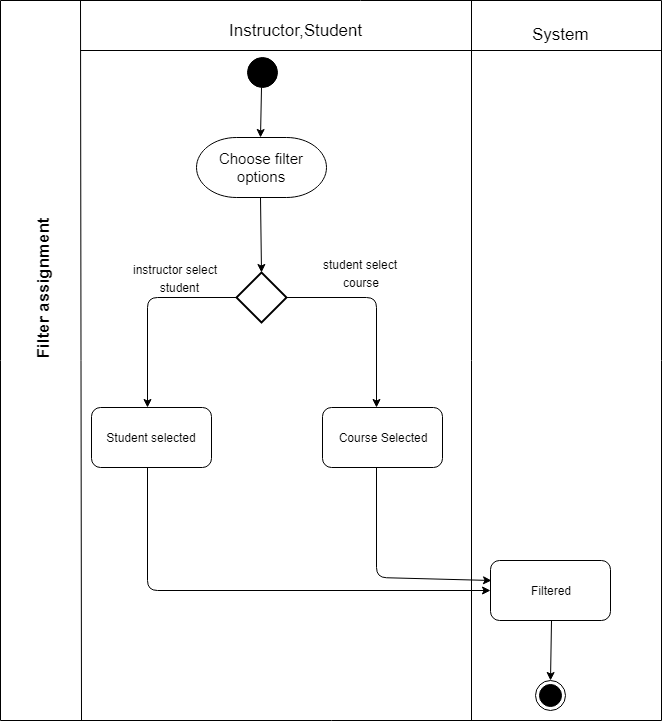 Instructor,Student
System
Filter assignment
Choose filter
options
instructor select
student
student select
course
Student selected
Course Selected
Filtered